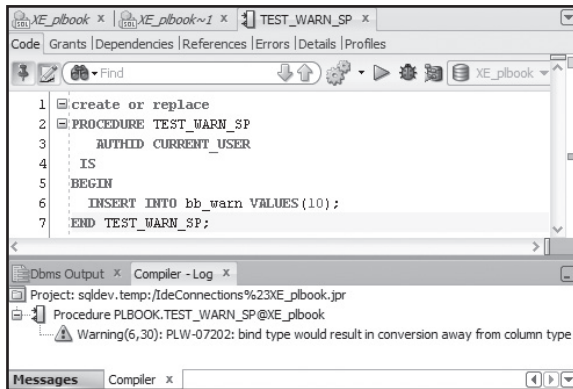 XE_plbook x XE_plbook~1 x TEST_WARN_SP x
Code Grants Dependencies References Errors Details Profiles
Find XE_plbook
1 create or replace
2 PROCEDURE TEST_WARN_SP
3 AUTHID CURRENT_USER
4 IS
5 BEGIN
6 INSERT INTO bb_warn VALUES(10);
7 END TEST_WARN_SP;
Dbms Output x Compiler - Log x
Project: sqldev.temp:/IdeConnections%23XE_plbook.jpr
Procedure PLBOOK.TEST_WARN_SP@XE_plbook
Warning(6,30): PLW-07202: bind type would result in conversion away from column type
Messages Compiler x